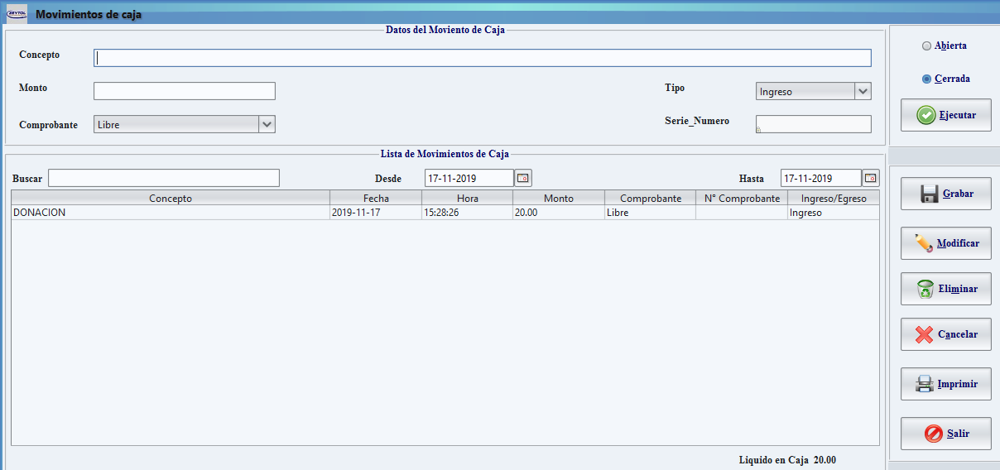 ZEYTOL Movimientos de caja
Datos del Moviento de Caja
Concepto
Abierta
Cerrada
Monto
Tipo Ingreso
Ejecutar
Comprobante Libre
Serie_Numero
Lista de Movimientos de Caja
Buscar Desde 17-11-2019 Hasta 17-11-2019
Concepto Fecha Hora Monto Comprobante N° Comprobante Ingreso/Egreso
DONACION 2019-11-17 15:28:26 20.00 Libre Ingreso
Grabar
Modificar
Eliminar
Cancelar
Imprimir
Salir
Liquido en Caja 20.00